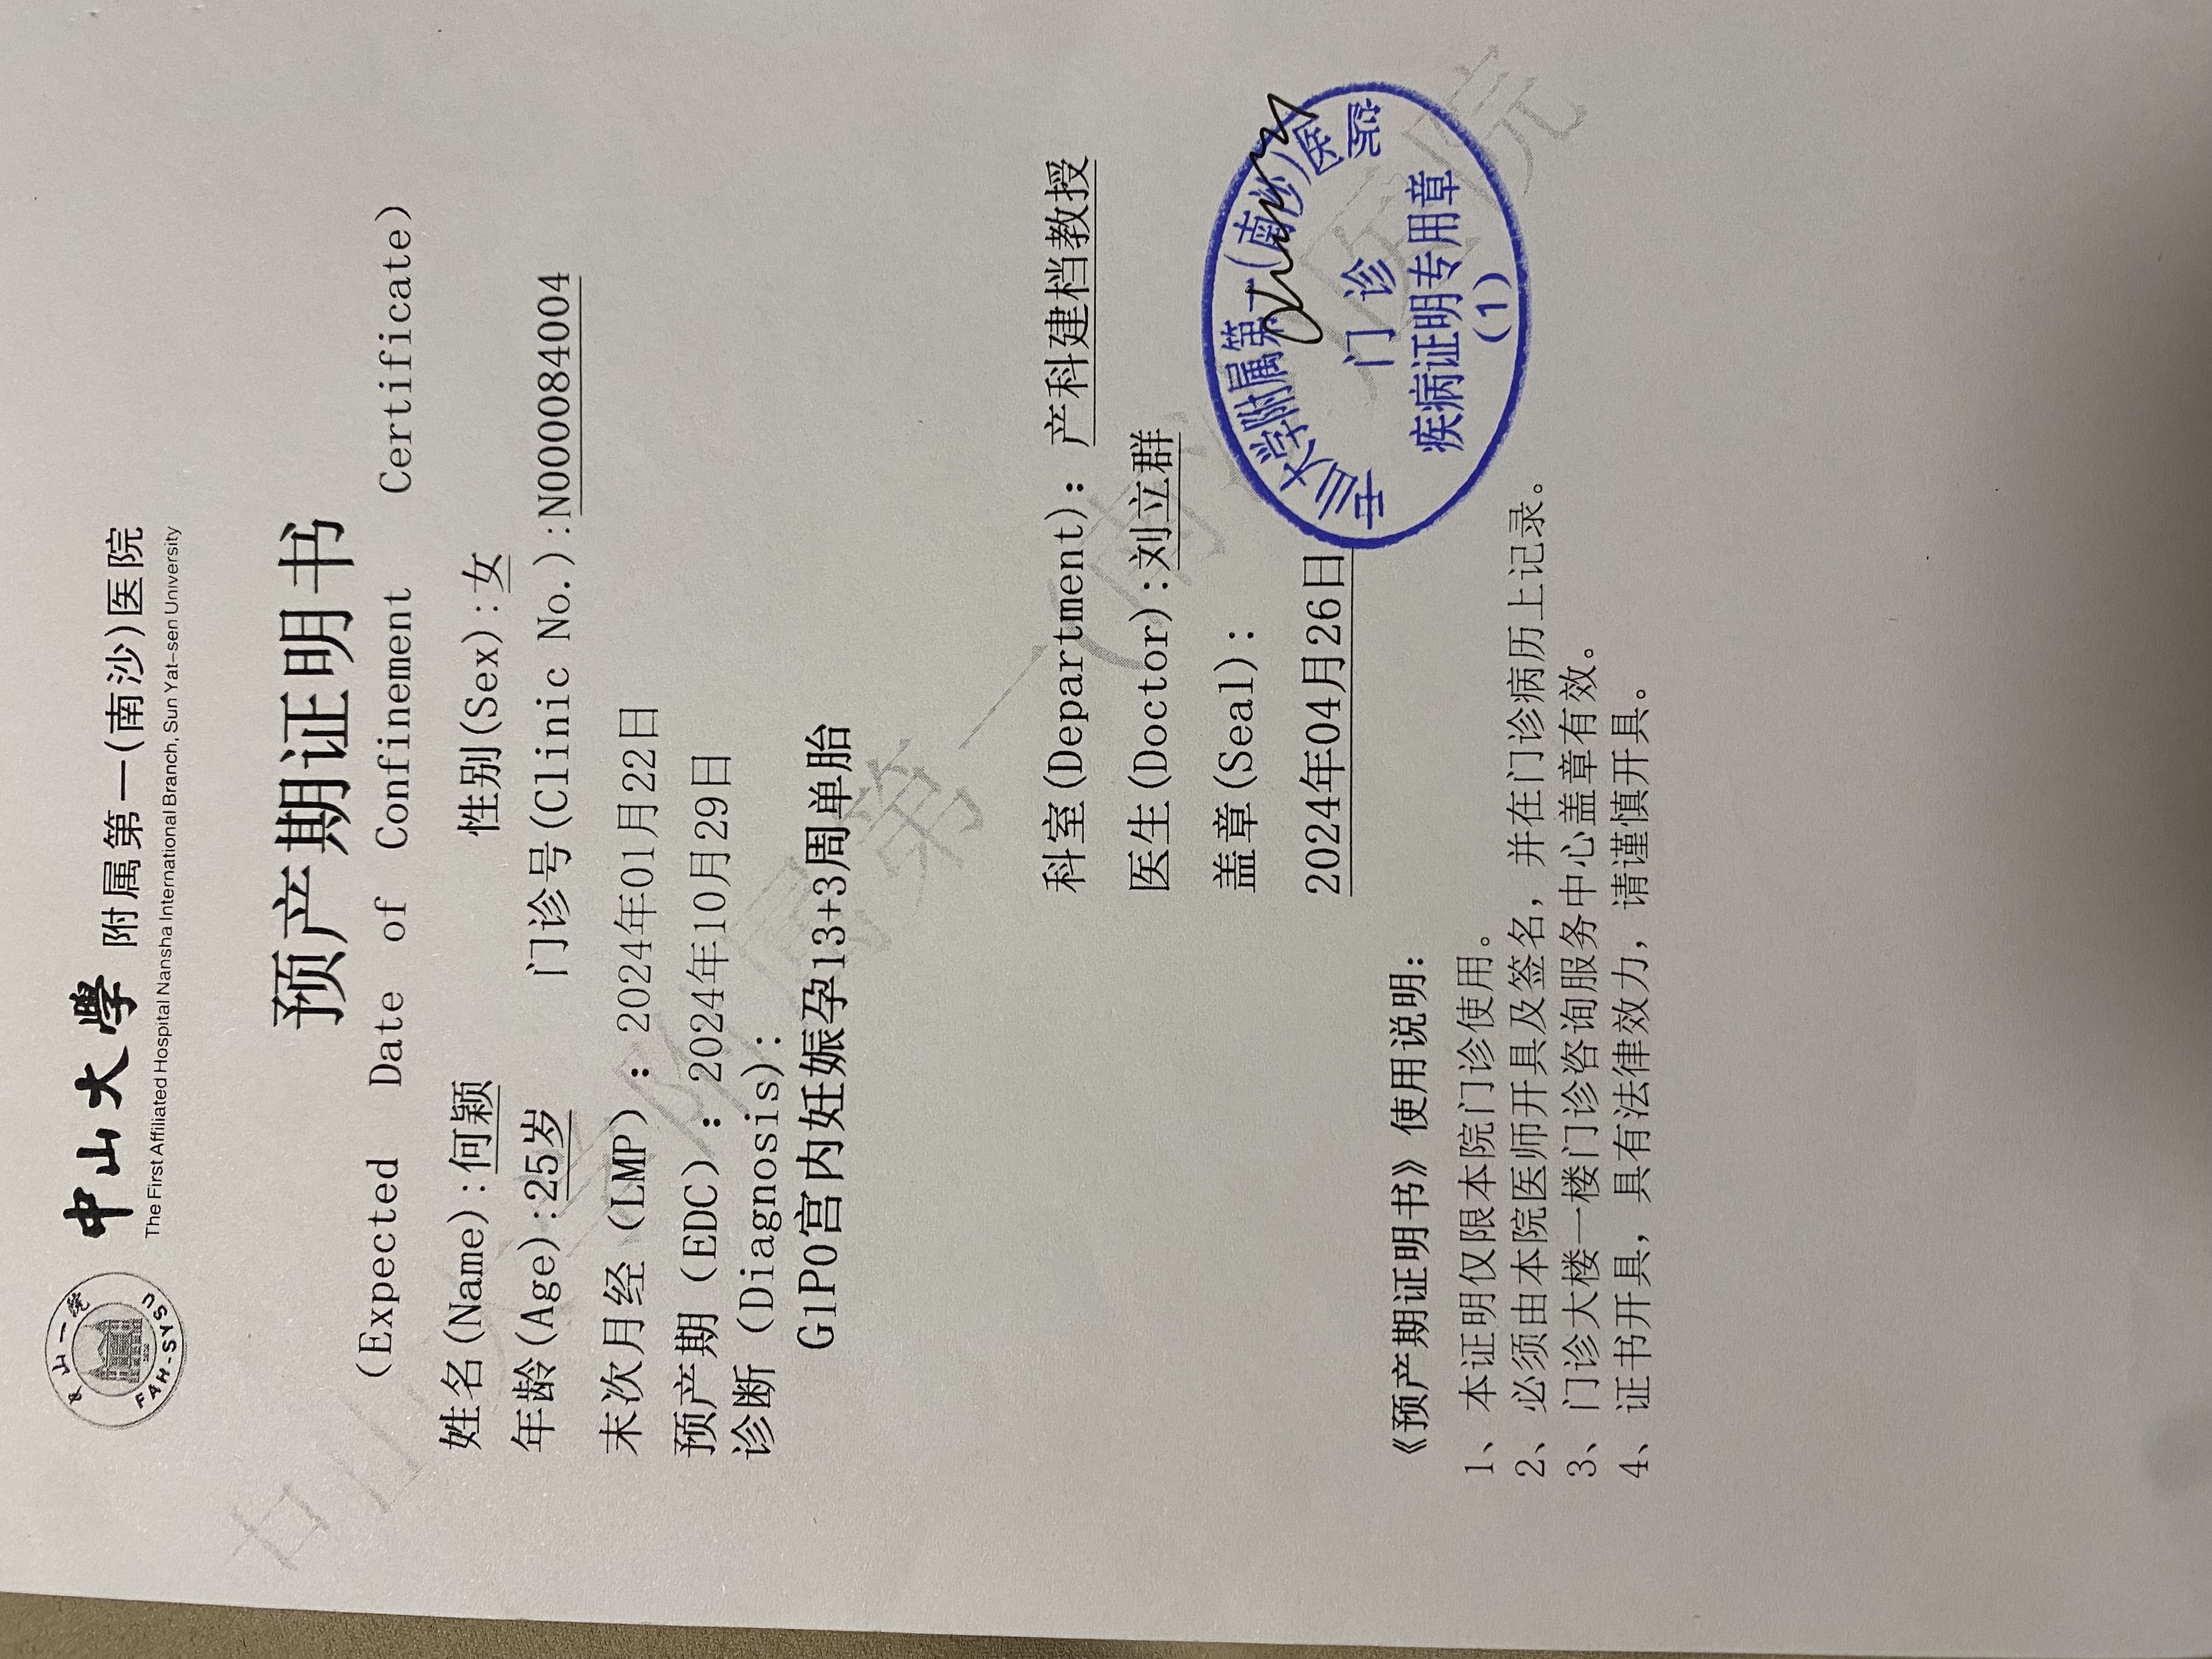 中山一院
FAH-SYSU
中山大學 附属第一(南沙)医院
The First Affiliated Hospital Nansha International Branch, Sun Yat-sen University
预产期证明书
(Expected Date of Confinement Certificate)
姓名(Name):何颖 性别(Sex):女
年龄(Age):25岁 门诊号(Clinic No.):N000084004
末次月经（LMP）：2024年01月22日
预产期（EDC）：2024年10月29日
诊断（Diagnosis):
G1P0宫内妊娠孕13+3周单胎
科室(Department)：产科建档教授
医生(Doctor):刘立群
盖章(Seal):
2024年04月26日
中山大学附属第一(南沙)医院
门诊
疾病证明专用章
(1)
《预产期证明书》使用说明：
1、本证明仅限本院门诊使用。
2、必须由本院医师开具及签名，并在门诊病历上记录。
3、门诊大楼一楼门诊咨询服务中心盖章有效。
4、证书开具，具有法律效力，请谨慎开具。